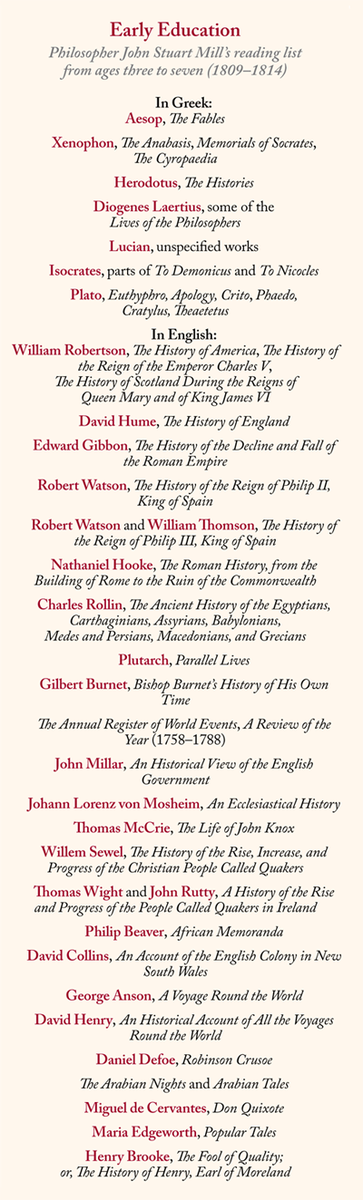 Early Education
Philosopher John Stuart Mill's reading list
from ages three to seven (1809–1814)
In Greek:
Aesop, The Fables
Xenophon, The Anabasis, Memorials of Socrates,
The Cyropaedia
Herodotus, The Histories
Diogenes Laertius, some of the
Lives of the Philosophers
Lucian, unspecified works
Isocrates, parts of To Demonicus and To Nicocles
Plato, Euthyphro, Apology, Crito, Phaedo,
Cratylus, Theaetetus
In English:
William Robertson, The History of America, The History of
the Reign of the Emperor Charles V,
The History of Scotland During the Reigns of
Queen Mary and of King James VI
David Hume, The History of England
Edward Gibbon, The History of the Decline and Fall of
the Roman Empire
Robert Watson, The History of the Reign of Philip II,
King of Spain
Robert Watson and William Thomson, The History of
the Reign of Philip III, King of Spain
Nathaniel Hooke, The Roman History, from the
Building of Rome to the Ruin of the Commonwealth
Charles Rollin, The Ancient History of the Egyptians,
Carthaginians, Assyrians, Babylonians,
Medes and Persians, Macedonians, and Grecians
Plutarch, Parallel Lives
Gilbert Burnet, Bishop Burnet's History of His Own
Time
The Annual Register of World Events, A Review of the
Year (1758–1788)
John Millar, An Historical View of the English
Government
Johann Lorenz von Mosheim, An Ecclesiastical History
Thomas McCrie, The Life of John Knox
Willem Sewel, The History of the Rise, Increase, and
Progress of the Christian People Called Quakers
Thomas Wight and John Rutty, A History of the Rise
and Progress of the People Called Quakers in Ireland
Philip Beaver, African Memoranda
David Collins, An Account of the English Colony in New
South Wales
George Anson, A Voyage Round the World
David Henry, An Historical Account of All the Voyages
Round the World
Daniel Defoe, Robinson Crusoe
The Arabian Nights and Arabian Tales
Miguel de Cervantes, Don Quixote
Maria Edgeworth, Popular Tales
Henry Brooke, The Fool of Quality;
or, The History of Henry, Earl of Moreland